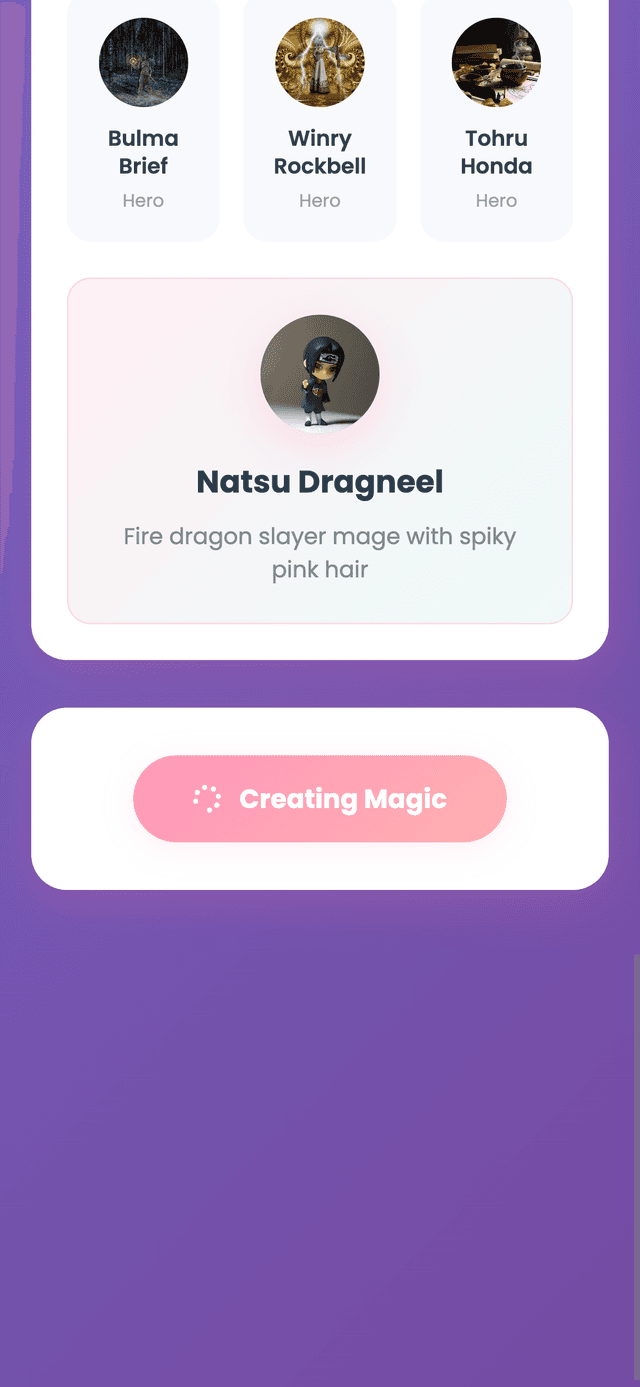 Bulma
Brief
Hero
Winry
Rockbell
Hero
Tohru
Honda
Hero
Natsu Dragneel
Fire dragon slayer mage with spiky
pink hair
Creating Magic